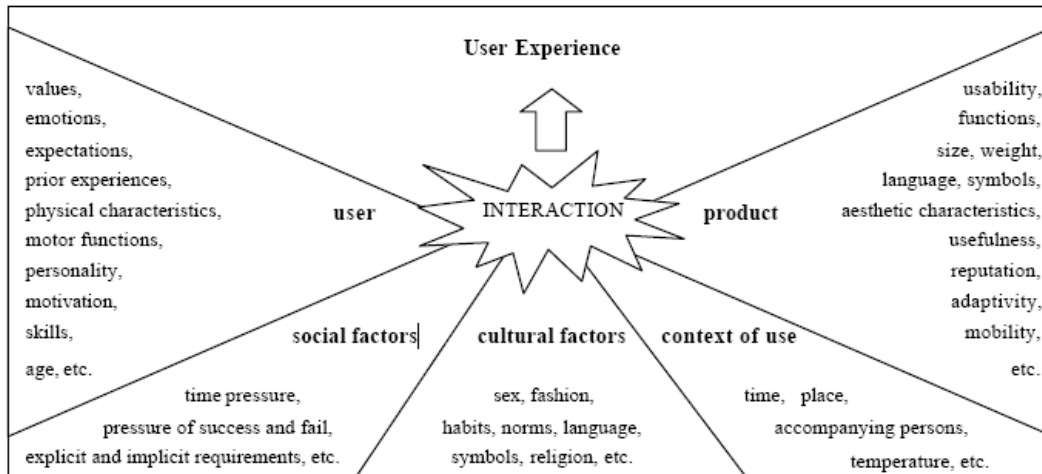 User Experience
values,
emotions,
expectations,
prior experiences,
physical characteristics,
motor functions,
personality,
motivation,
skills,
age, etc.
user
INTERACTION
product
usability,
functions,
size, weight,
language, symbols,
aesthetic characteristics,
usefulness,
reputation,
adaptivity,
mobility,
etc.
social factors
time pressure,
pressure of success and fail,
explicit and implicit requirements, etc.
cultural factors
sex, fashion,
habits, norms, language,
symbols, religion, etc.
context of use
time, place,
accompanying persons,
temperature, etc.